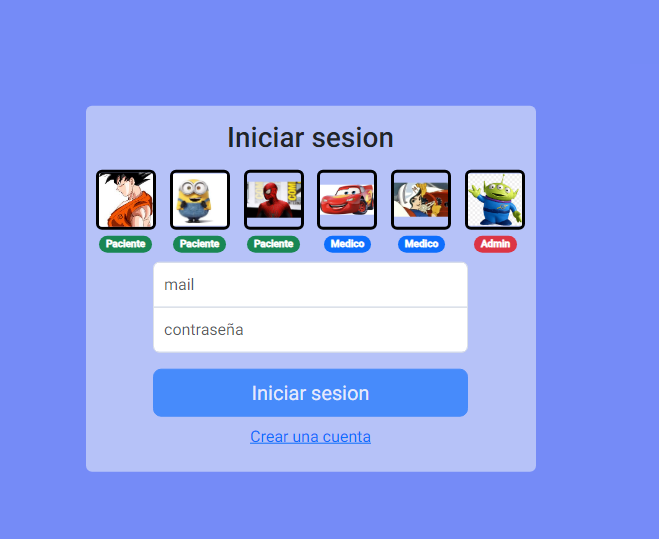 Iniciar sesion
Paciente Paciente Paciente Medico Medico Admin
mail
contraseña
Iniciar sesion
Crear una cuenta